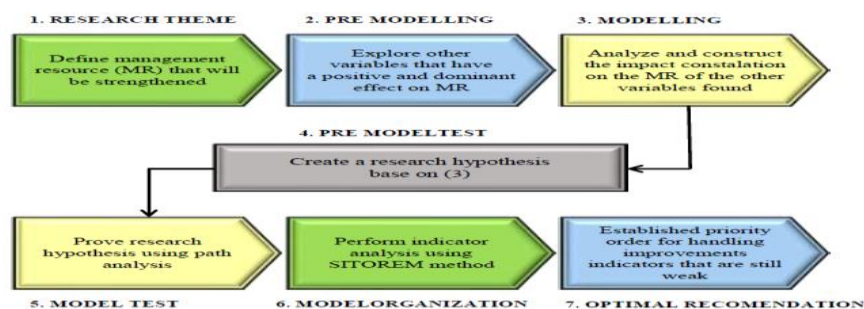 1. RESEARCH THEME
Define management
resource (MR) that will
be strengthened
2. PRE MODELLING
Explore other
variables that have
a positive and dominant
effect on MR
3. MODELLING
Analyze and construct
the impact constalation
on the MR of the other
variables found
4. PRE MODELTEST
Create a research hypothesis
base on (3)
Prove research
hypothesis using path
analysis
5. MODEL TEST
Perform indicator
analysis using
SITOREM method
6. MODELORGANIZATION
Established priority
order for handling
improvements
indicators that are still
weak
7. OPTIMAL RECOMENDATION